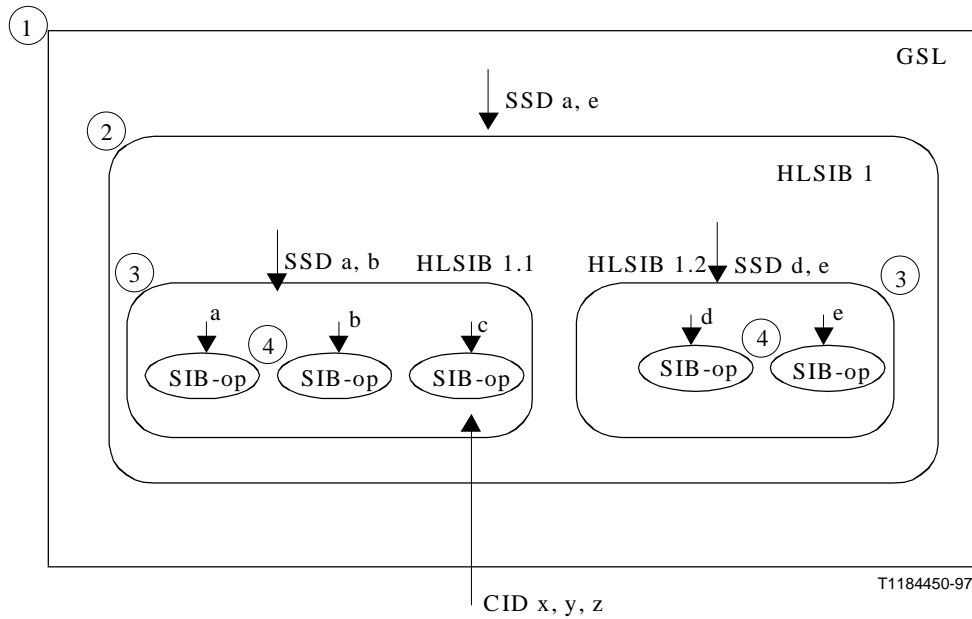 1
GSL
SSD a, e
2
HLSIB 1
3
SSD a, b
HLSIB 1.1
HLSIB 1.2
SSD d, e
3
a
4
b
c
d
4
e
SIB-op
SIB-op
SIB-op
SIB-op
SIB-op
T1184450-97
CID x, y, z